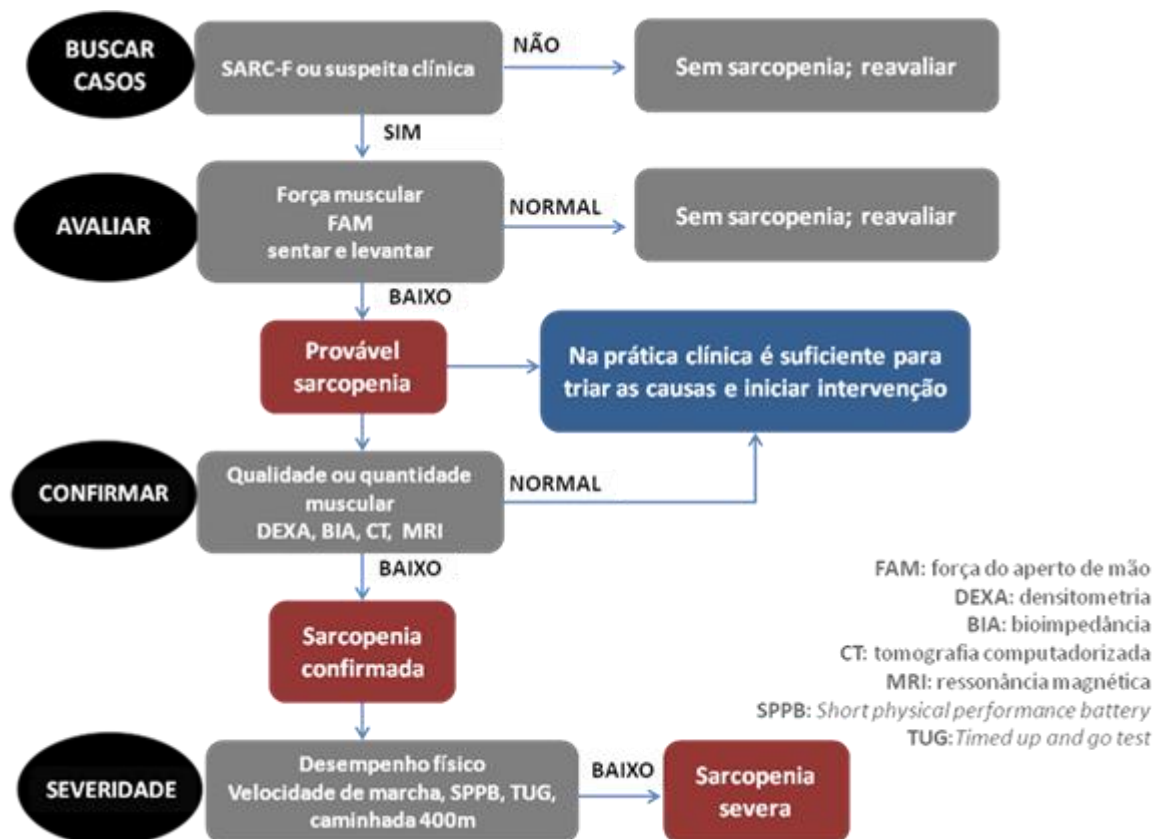 BUSCAR
CASOS
SARC-F ou suspeita clínica
NÃO
Sem sarcopenia; reavaliar
SIM
AVALIAR
Força muscular
FAM
sentar e levantar
NORMAL
Sem sarcopenia; reavaliar
BAIXO
Provável
sarcopenia
Na prática clínica é suficiente para
triar as causas e iniciar intervenção
CONFIRMAR
Qualidade ou quantidade
muscular
DEXA, BIA, CT, MRI
NORMAL
BAIXO
Sarcopenia
confirmada
FAM: força do aperto de mão
DEXA: densitometria
BIA: bioimpedância
CT: tomografia computadorizada
MRI: ressonância magnética
SPPB: Short physical performance battery
TUG: Timed up and go test
SEVERIDADE
Desempenho físico
Velocidade de marcha, SPPB, TUG,
caminhada 400m
BAIXO
Sarcopenia
severa